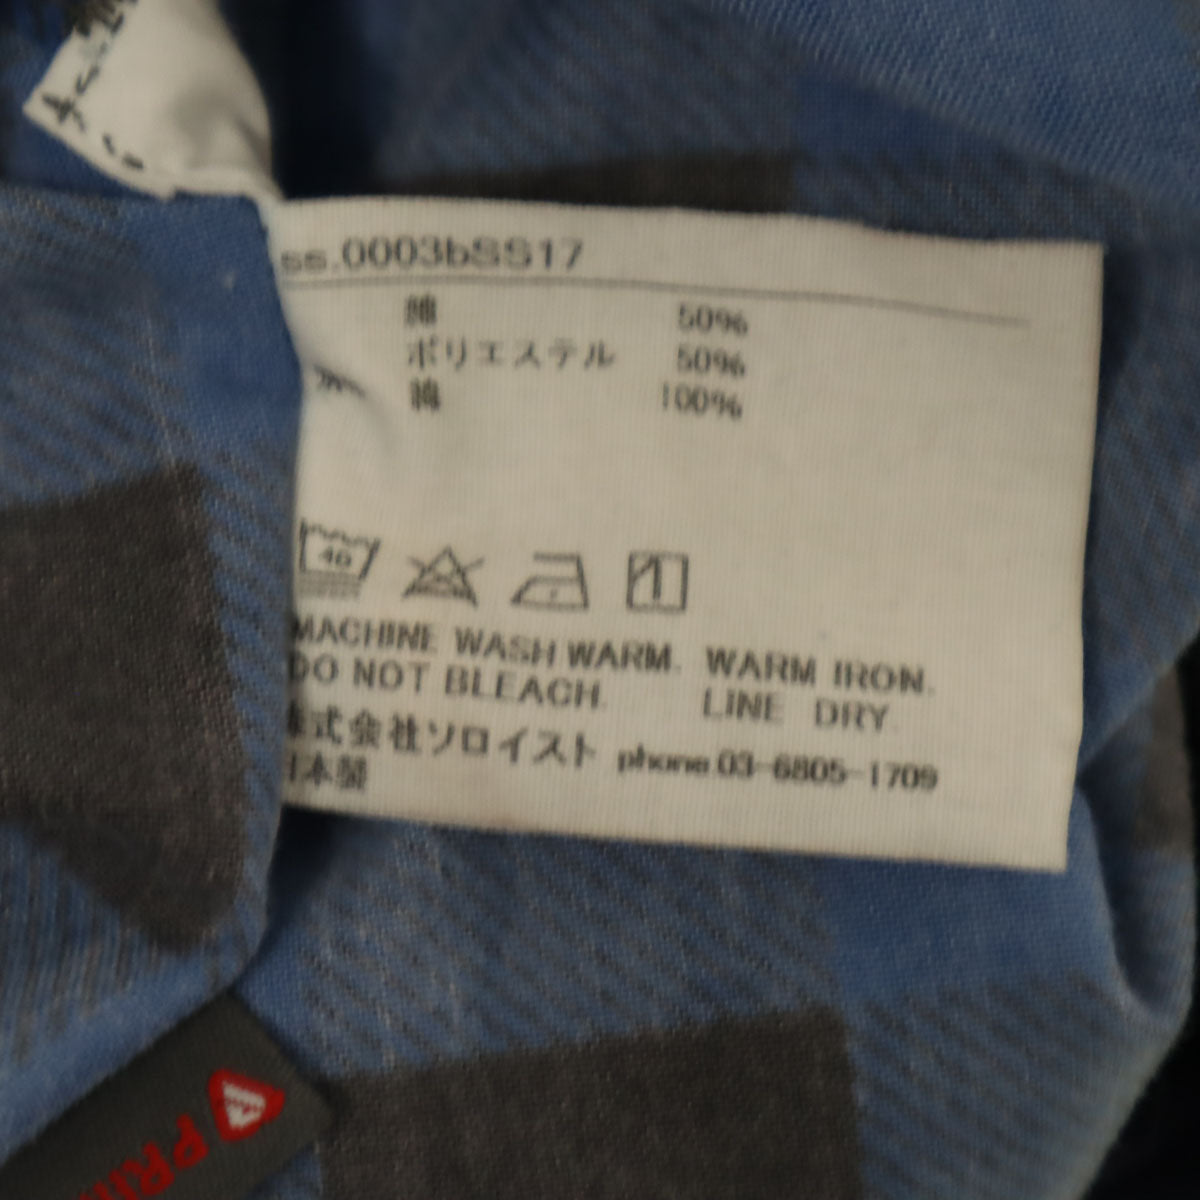 ss.0003bSS17
綿 50%
ポリエステル 50%
綿 100%
40
MACHINE WASH WARM. WARM IRON.
DO NOT BLEACH. LINE DRY.
株式会社ソロイスト phone.03-6805-1709
日本製